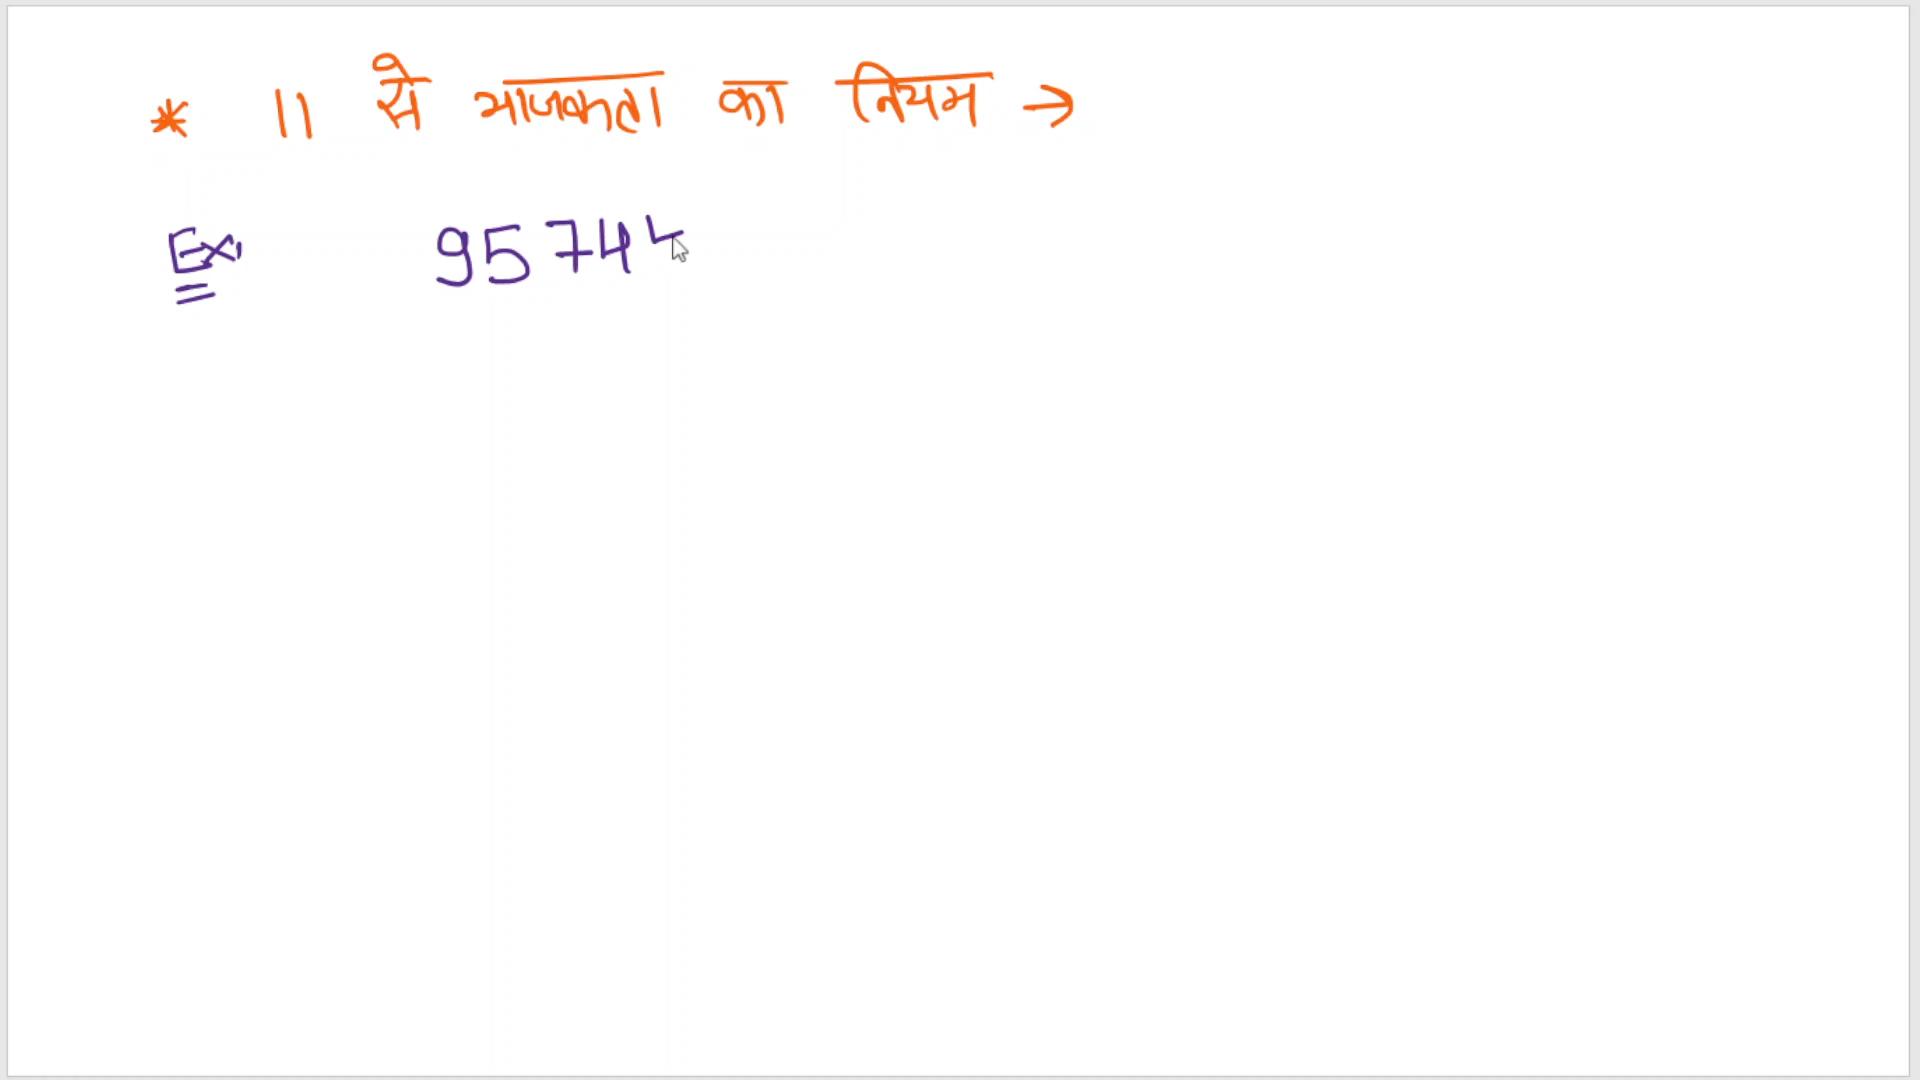 * 11 से भाजकता का नियम →
Ex, 95744